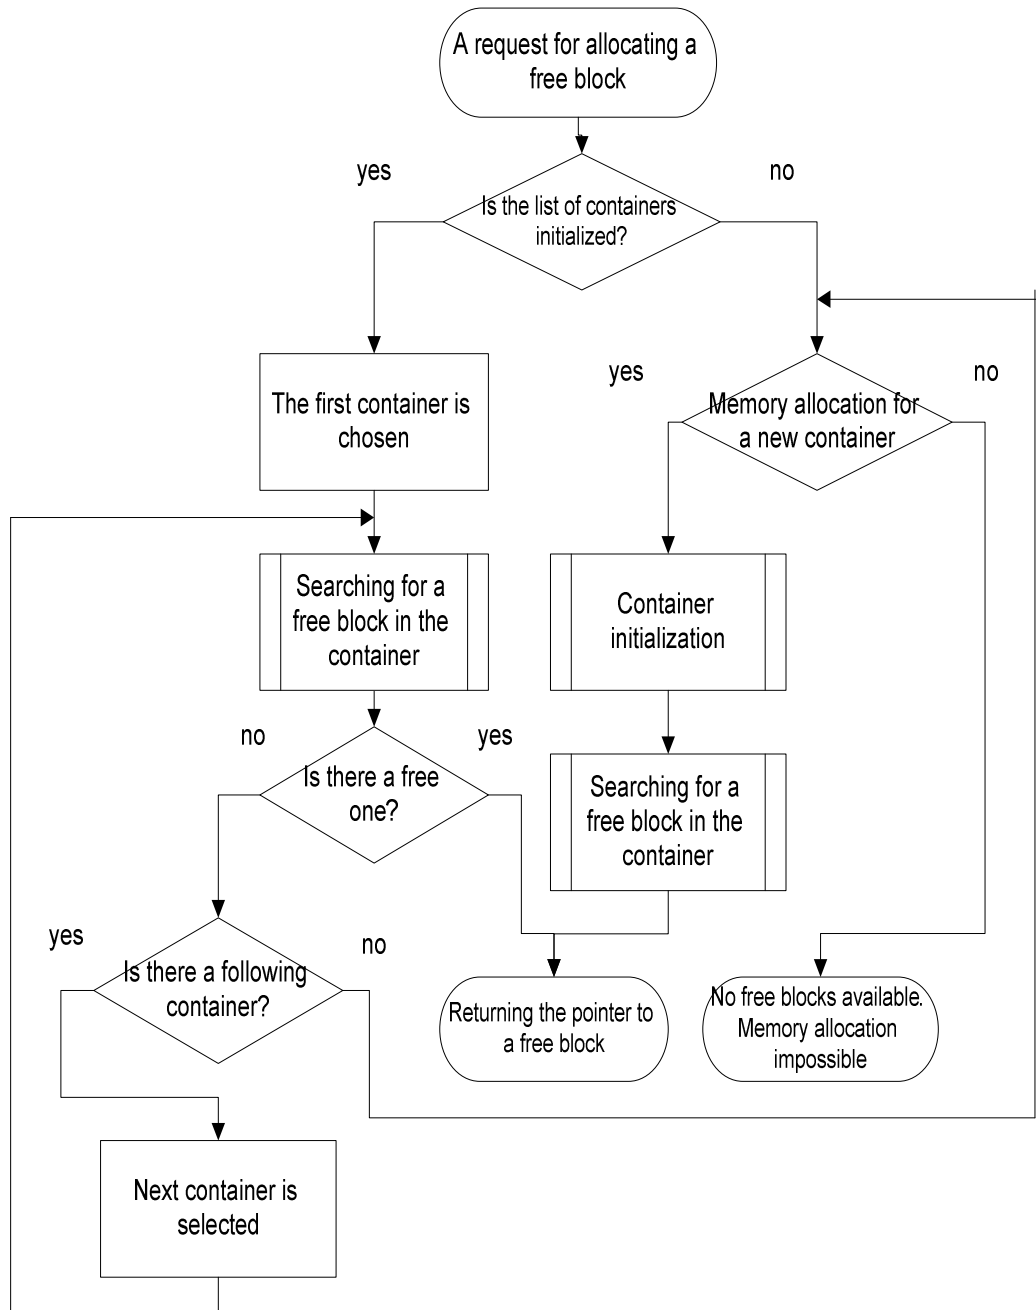 A request for allocating a
free block
yes
no
Is the list of containers
initialized?
The first container is
chosen
yes
no
Memory allocation for
a new container
Searching for a
free block in the
container
Container
initialization
no
yes
Is there a free
one?
Searching for a
free block in the
container
yes
no
Is there a following
container?
Returning the pointer to
a free block
No free blocks available.
Memory allocation
impossible
Next container is
selected